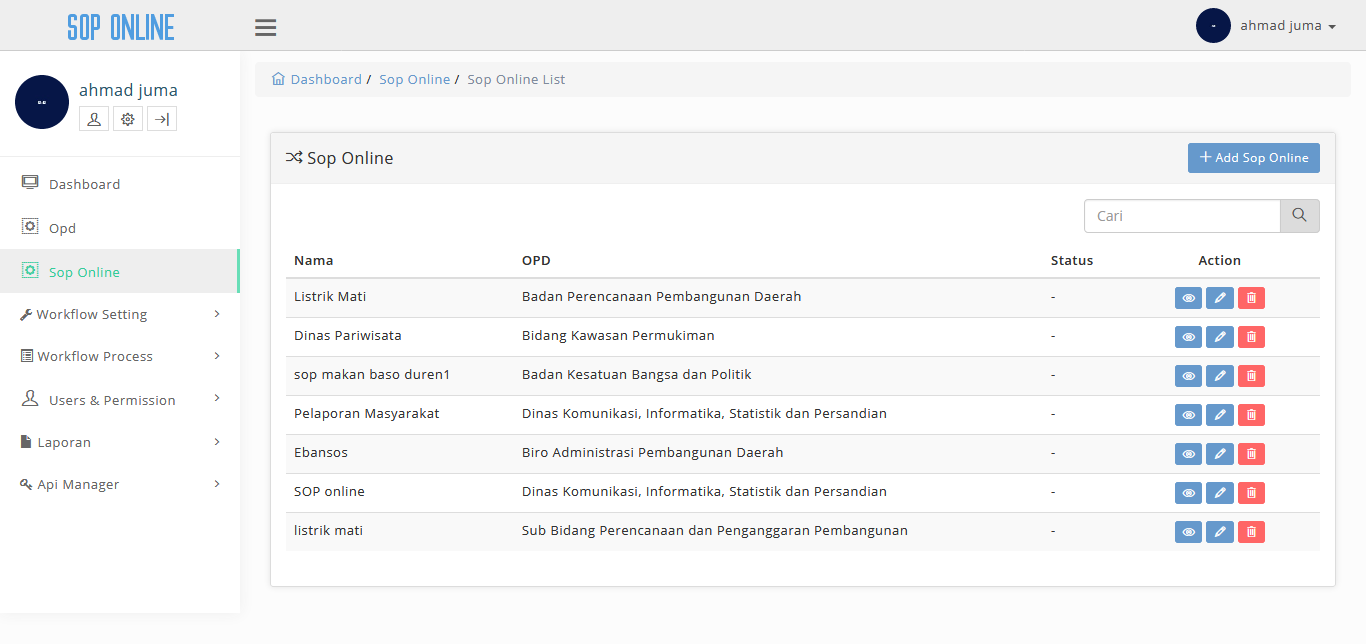 SOP ONLINE
ahmad juma
ahmad juma
Dashboard / Sop Online / Sop Online List
Dashboard
Opd
Sop Online
Workflow Setting
Workflow Process
Users & Permission
Laporan
Api Manager
Sop Online
+ Add Sop Online
Cari
Nama OPD Status Action
Listrik Mati Badan Perencanaan Pembangunan Daerah -
Dinas Pariwisata Bidang Kawasan Permukiman -
sop makan baso duren1 Badan Kesatuan Bangsa dan Politik -
Pelaporan Masyarakat Dinas Komunikasi, Informatika, Statistik dan Persandian -
Ebansos Biro Administrasi Pembangunan Daerah -
SOP online Dinas Komunikasi, Informatika, Statistik dan Persandian -
listrik mati Sub Bidang Perencanaan dan Penganggaran Pembangunan -